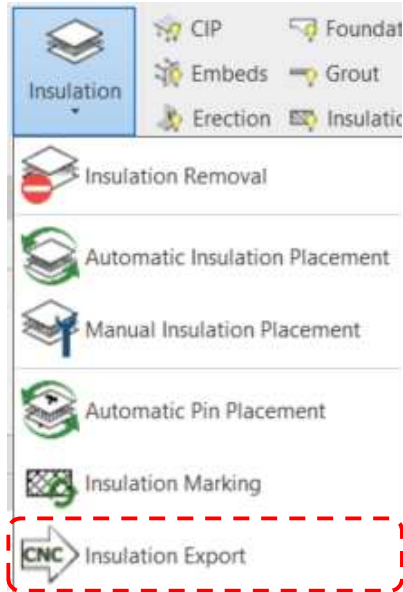 CIP
Insulation
Embeds
Grout
Erection
Insulation Removal
Automatic Insulation Placement
Manual Insulation Placement
Automatic Pin Placement
Insulation Marking
CNC Insulation Export